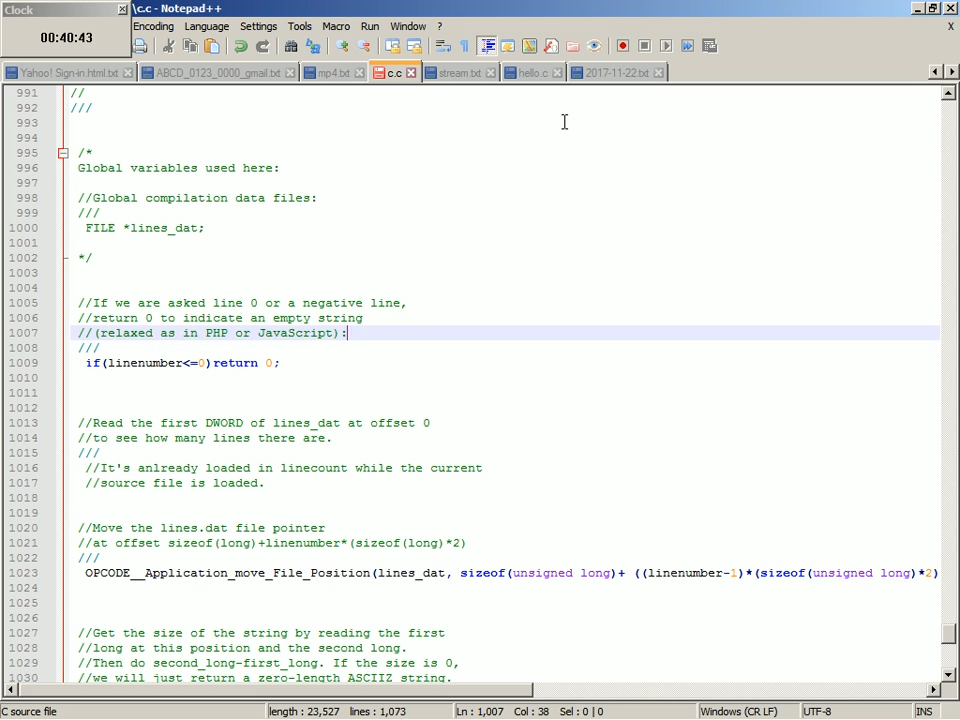 Clock
\c.c - Notepad++
00:40:43
Encoding Language Settings Tools Macro Run Window ? X
Yahoo! Sign-in.html.txt ABCD_0123_0000_gmail.txt mp4.txt c.c stream.txt hello.c 2017-11-22.txt
991 //
992 ///
993
994
995 /*
996 Global variables used here:
997
998 //Global compilation data files:
999 ///
1000 FILE *lines_dat;
1001
1002 */
1003
1004
1005 //If we are asked line 0 or a negative line,
1006 //return 0 to indicate an empty string
1007 //(relaxed as in PHP or JavaScript):
1008 ///
1009 if(linenumber<=0)return 0;
1010
1011
1012
1013 //Read the first DWORD of lines_dat at offset 0
1014 //to see how many lines there are.
1015 ///
1016 //It's anlready loaded in linecount while the current
1017 //source file is loaded.
1018
1019
1020 //Move the lines.dat file pointer
1021 //at offset sizeof(long)+linenumber*(sizeof(long)*2)
1022 ///
1023 OPCODE__Application_move_File_Position(lines_dat, sizeof(unsigned long)+ ((linenumber-1)*(sizeof(unsigned long)*2)
1024
1025
1026
1027 //Get the size of the string by reading the first
1028 //long at this position and the second long.
1029 //Then do second_long-first_long. If the size is 0,
1030 //we will just return a zero-length ASCIIZ string.
C source file length : 23,527 lines : 1,073 Ln : 1,007 Col : 38 Sel : 0 | 0 Windows (CR LF) UTF-8 INS